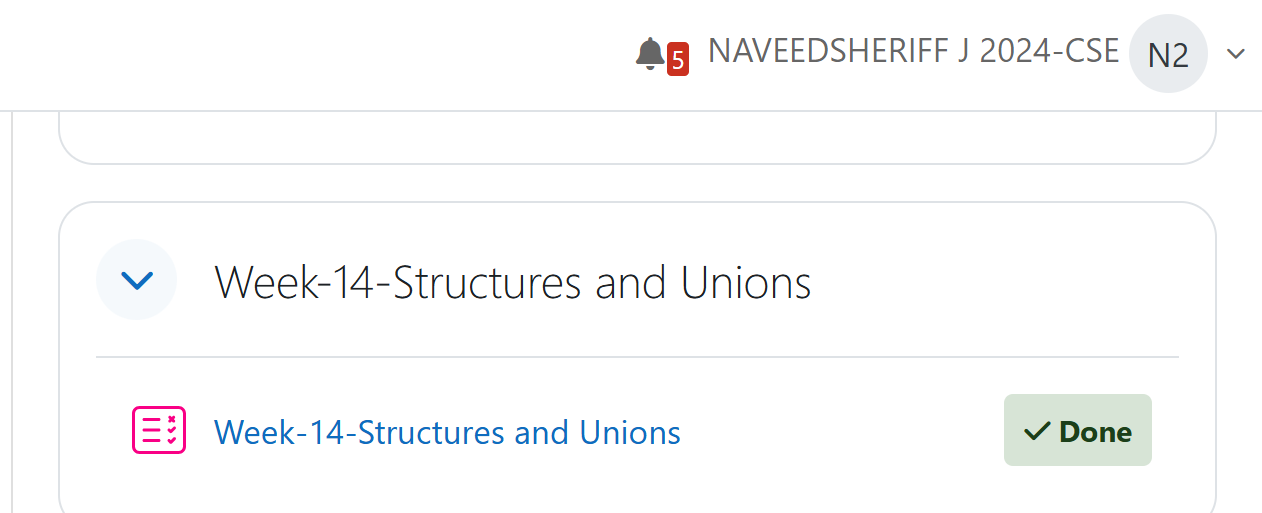 5 NAVEEDSHERIFF J 2024-CSE N2
Week-14-Structures and Unions
Week-14-Structures and Unions Done